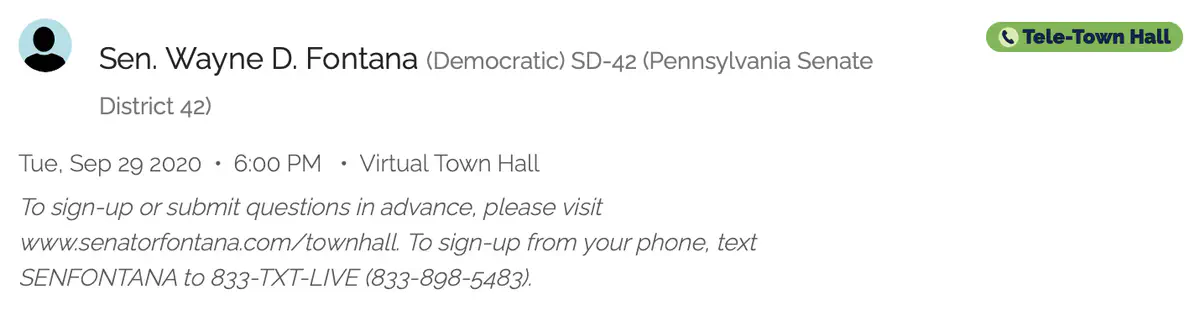 Sen. Wayne D. Fontana (Democratic) SD-42 (Pennsylvania Senate
District 42)
Tele-Town Hall
Tue, Sep 29 2020 • 6:00 PM • Virtual Town Hall
To sign-up or submit questions in advance, please visit
www.senatorfontana.com/townhall. To sign-up from your phone, text
SENFONTANA to 833-TXT-LIVE (833-898-5483).